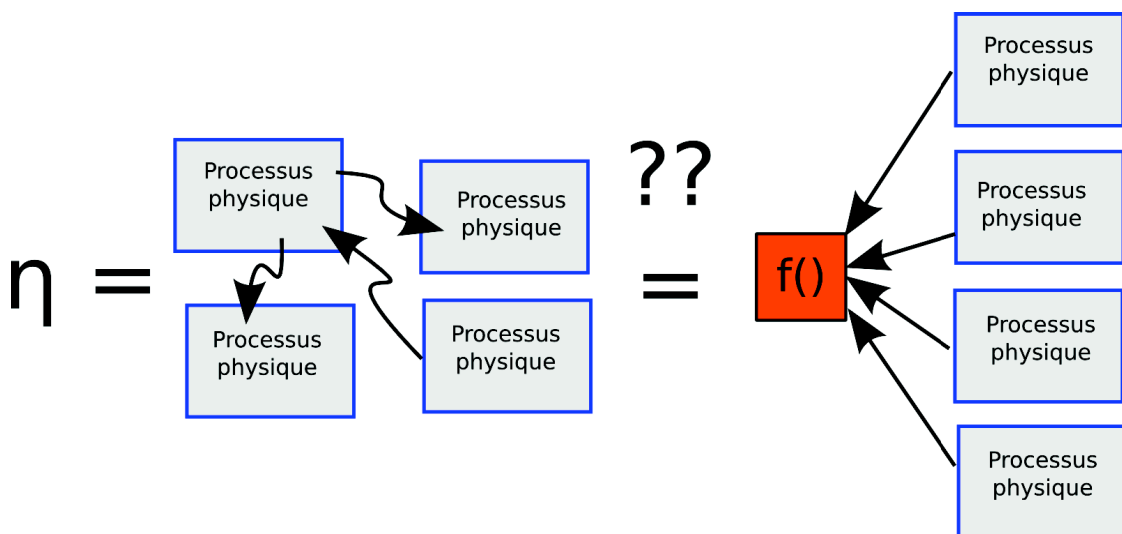 η =
Processus
physique
Processus
physique
Processus
physique
Processus
physique
??
=
f()
Processus
physique
Processus
physique
Processus
physique
Processus
physique